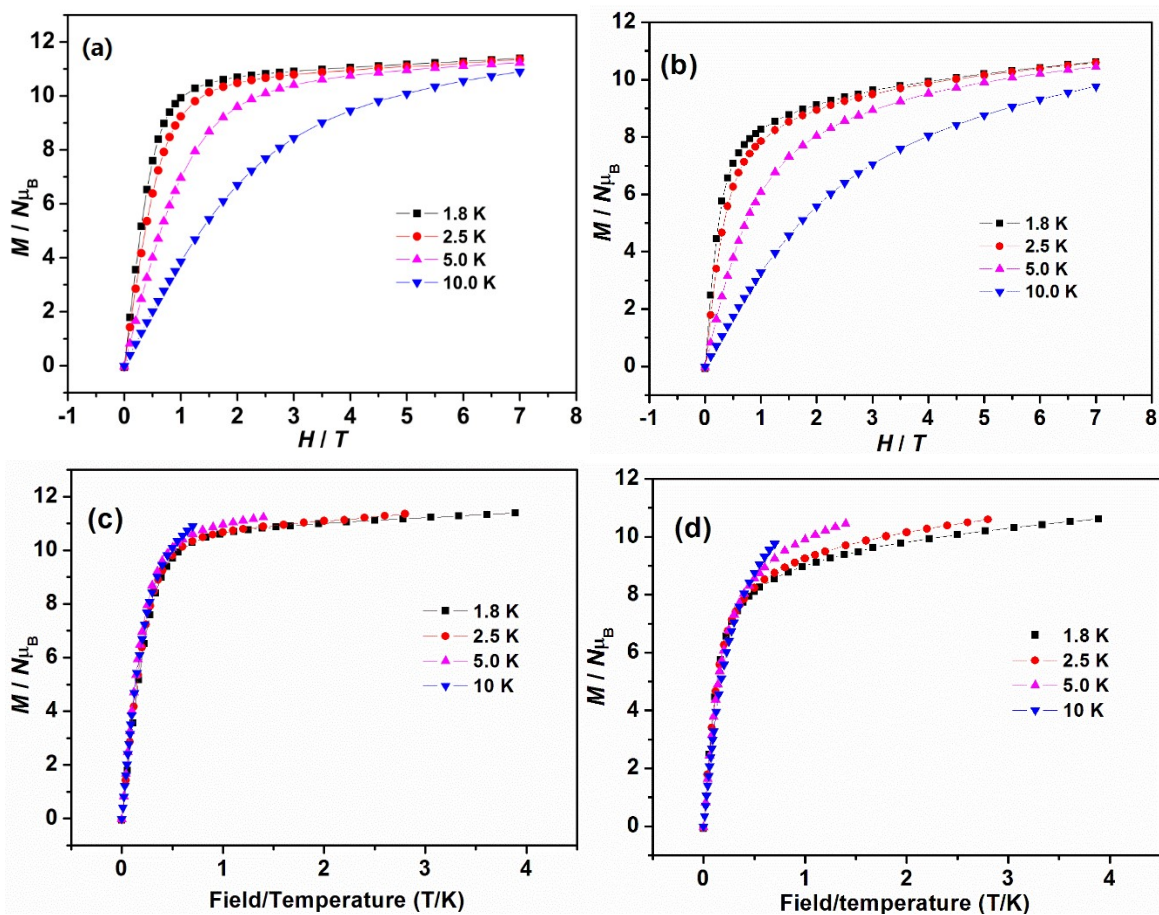 (a)
12
10
8
6
4
2
0
M / NμB
1.8 K
2.5 K
5.0 K
10.0 K
-1 0 1 2 3 4 5 6 7 8
H / T
(b)
12
10
8
6
4
2
0
M / NμB
1.8 K
2.5 K
5.0 K
10.0 K
-1 0 1 2 3 4 5 6 7 8
H / T
(c)
12
10
8
6
4
2
0
M / NμB
1.8 K
2.5 K
5.0 K
10 K
0 1 2 3 4
Field/Temperature (T/K)
(d)
12
10
8
6
4
2
0
M / NμB
1.8 K
2.5 K
5.0 K
10 K
0 1 2 3 4
Field/temperature (T/K)